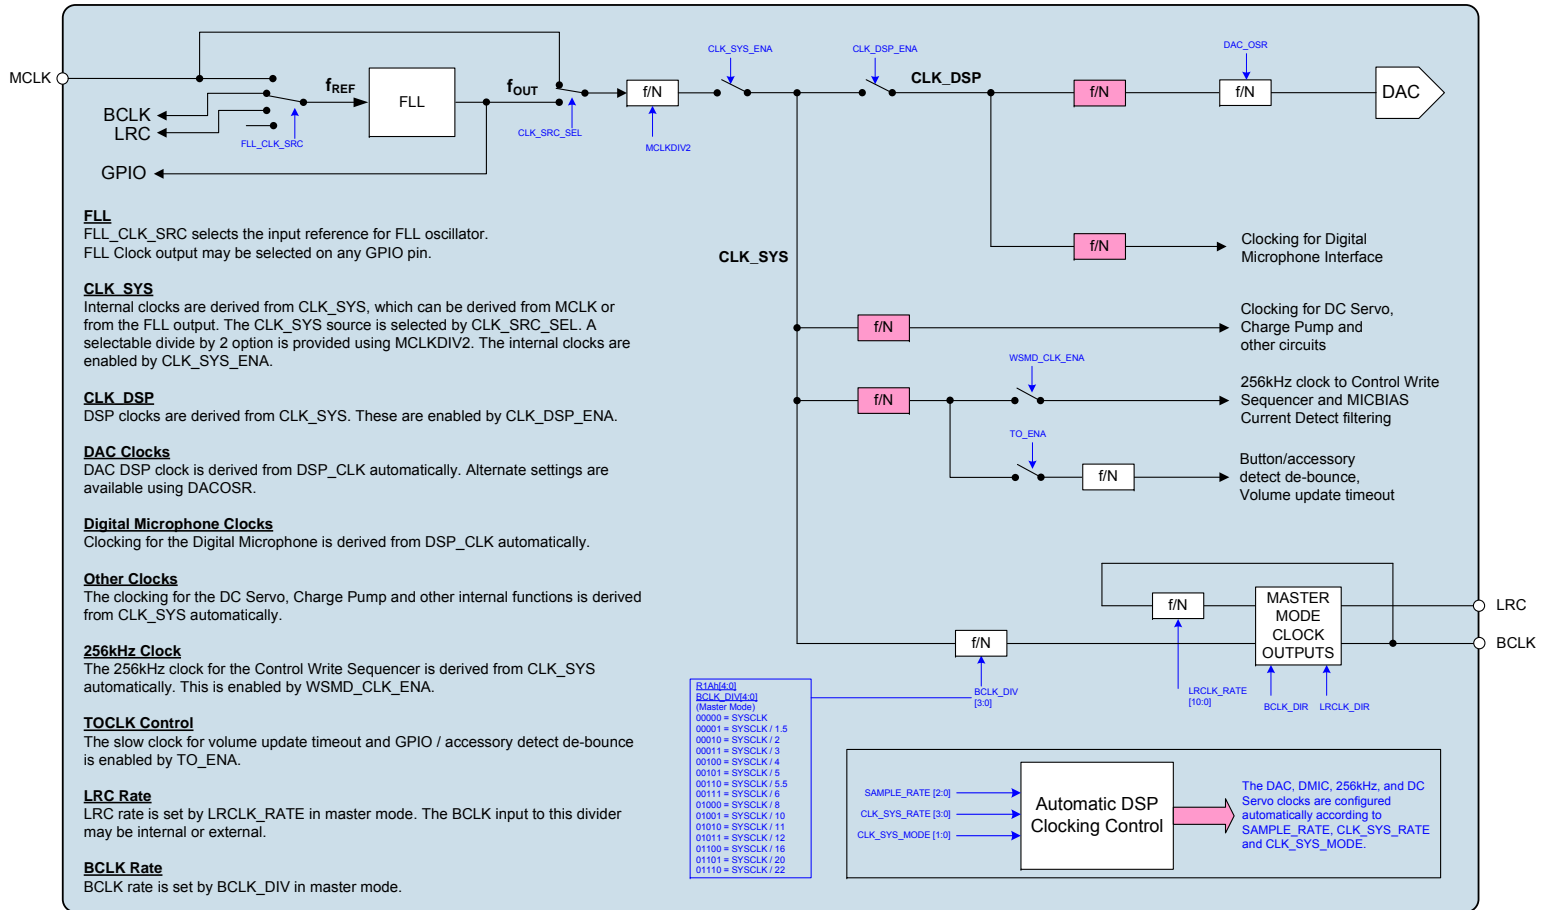 MCLK
BCLK
LRC
GPIO
FLL_CLK_SRC
fREF
FLL
fOUT
CLK_SRC_SEL
f/N
MCLKDIV2
CLK_SYS_ENA
CLK_DSP_ENA
CLK_DSP
f/N
DAC_OSR
f/N
DAC
f/N
Clocking for Digital
Microphone Interface
CLK_SYS
f/N
Clocking for DC Servo,
Charge Pump and
other circuits
f/N
WSMD_CLK_ENA
256kHz clock to Control Write
Sequencer and MICBIAS
Current Detect filtering
TO_ENA
f/N
Button/accessory
detect de-bounce,
Volume update timeout
FLL
FLL_CLK_SRC selects the input reference for FLL oscillator.
FLL Clock output may be selected on any GPIO pin.
CLK_SYS
Internal clocks are derived from CLK_SYS, which can be derived from MCLK or
from the FLL output. The CLK_SYS source is selected by CLK_SRC_SEL. A
selectable divide by 2 option is provided using MCLKDIV2. The internal clocks are
enabled by CLK_SYS_ENA.
CLK_DSP
DSP clocks are derived from CLK_SYS. These are enabled by CLK_DSP_ENA.
DAC Clocks
DAC DSP clock is derived from DSP_CLK automatically. Alternate settings are
available using DACOSR.
Digital Microphone Clocks
Clocking for the Digital Microphone is derived from DSP_CLK automatically.
Other Clocks
The clocking for the DC Servo, Charge Pump and other internal functions is derived
from CLK_SYS automatically.
256kHz Clock
The 256kHz clock for the Control Write Sequencer is derived from CLK_SYS
automatically. This is enabled by WSMD_CLK_ENA.
TOCLK Control
The slow clock for volume update timeout and GPIO / accessory detect de-bounce
is enabled by TO_ENA.
LRC Rate
LRC rate is set by LRCLK_RATE in master mode. The BCLK input to this divider
may be internal or external.
BCLK Rate
BCLK rate is set by BCLK_DIV in master mode.
f/N
BCLK_DIV
[3:0]
f/N
LRCLK_RATE
[10:0]
MASTER
MODE
CLOCK
OUTPUTS
BCLK_DIR
LRCLK_DIR
LRC
BCLK
R1Ah[4:0]
BCLK_DIV[4:0]
(Master Mode)
00000 = SYSCLK
00001 = SYSCLK / 1.5
00010 = SYSCLK / 2
00011 = SYSCLK / 3
00100 = SYSCLK / 4
00101 = SYSCLK / 5
00110 = SYSCLK / 5.5
00111 = SYSCLK / 6
01000 = SYSCLK / 8
01001 = SYSCLK / 10
01010 = SYSCLK / 11
01011 = SYSCLK / 12
01100 = SYSCLK / 16
01101 = SYSCLK / 20
01110 = SYSCLK / 22
SAMPLE_RATE [2:0]
CLK_SYS_RATE [3:0]
CLK_SYS_MODE [1:0]
Automatic DSP
Clocking Control
The DAC, DMIC, 256kHz, and DC
Servo clocks are configured
automatically according to
SAMPLE_RATE, CLK_SYS_RATE
and CLK_SYS_MODE.